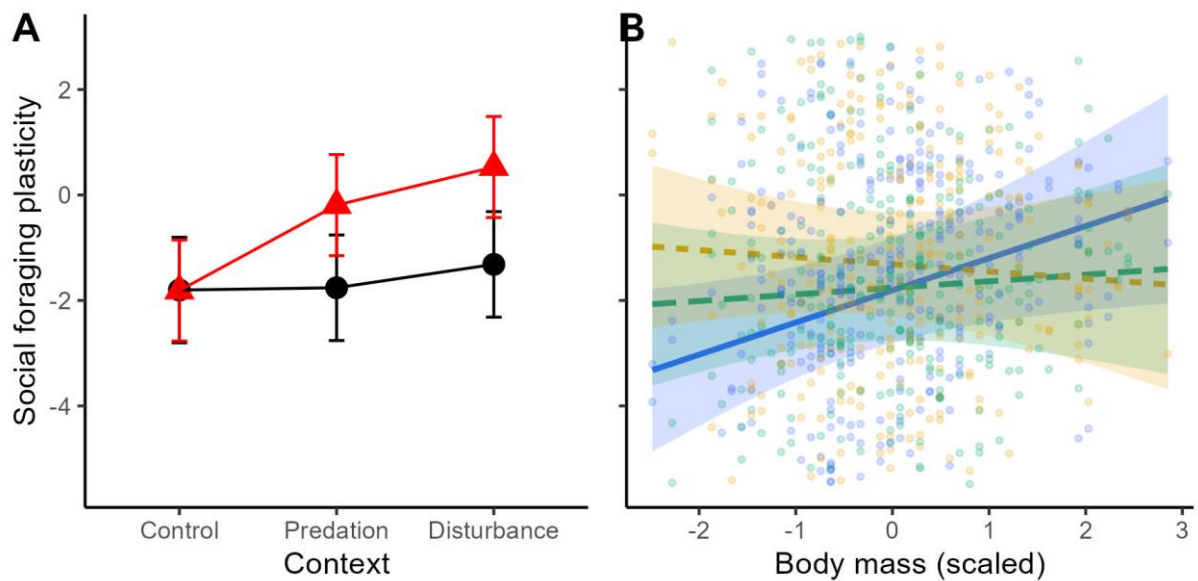 A
B
Social foraging plasticity
2
0
-2
-4
Control Predation Disturbance
Context
-2 -1 0 1 2 3
Body mass (scaled)